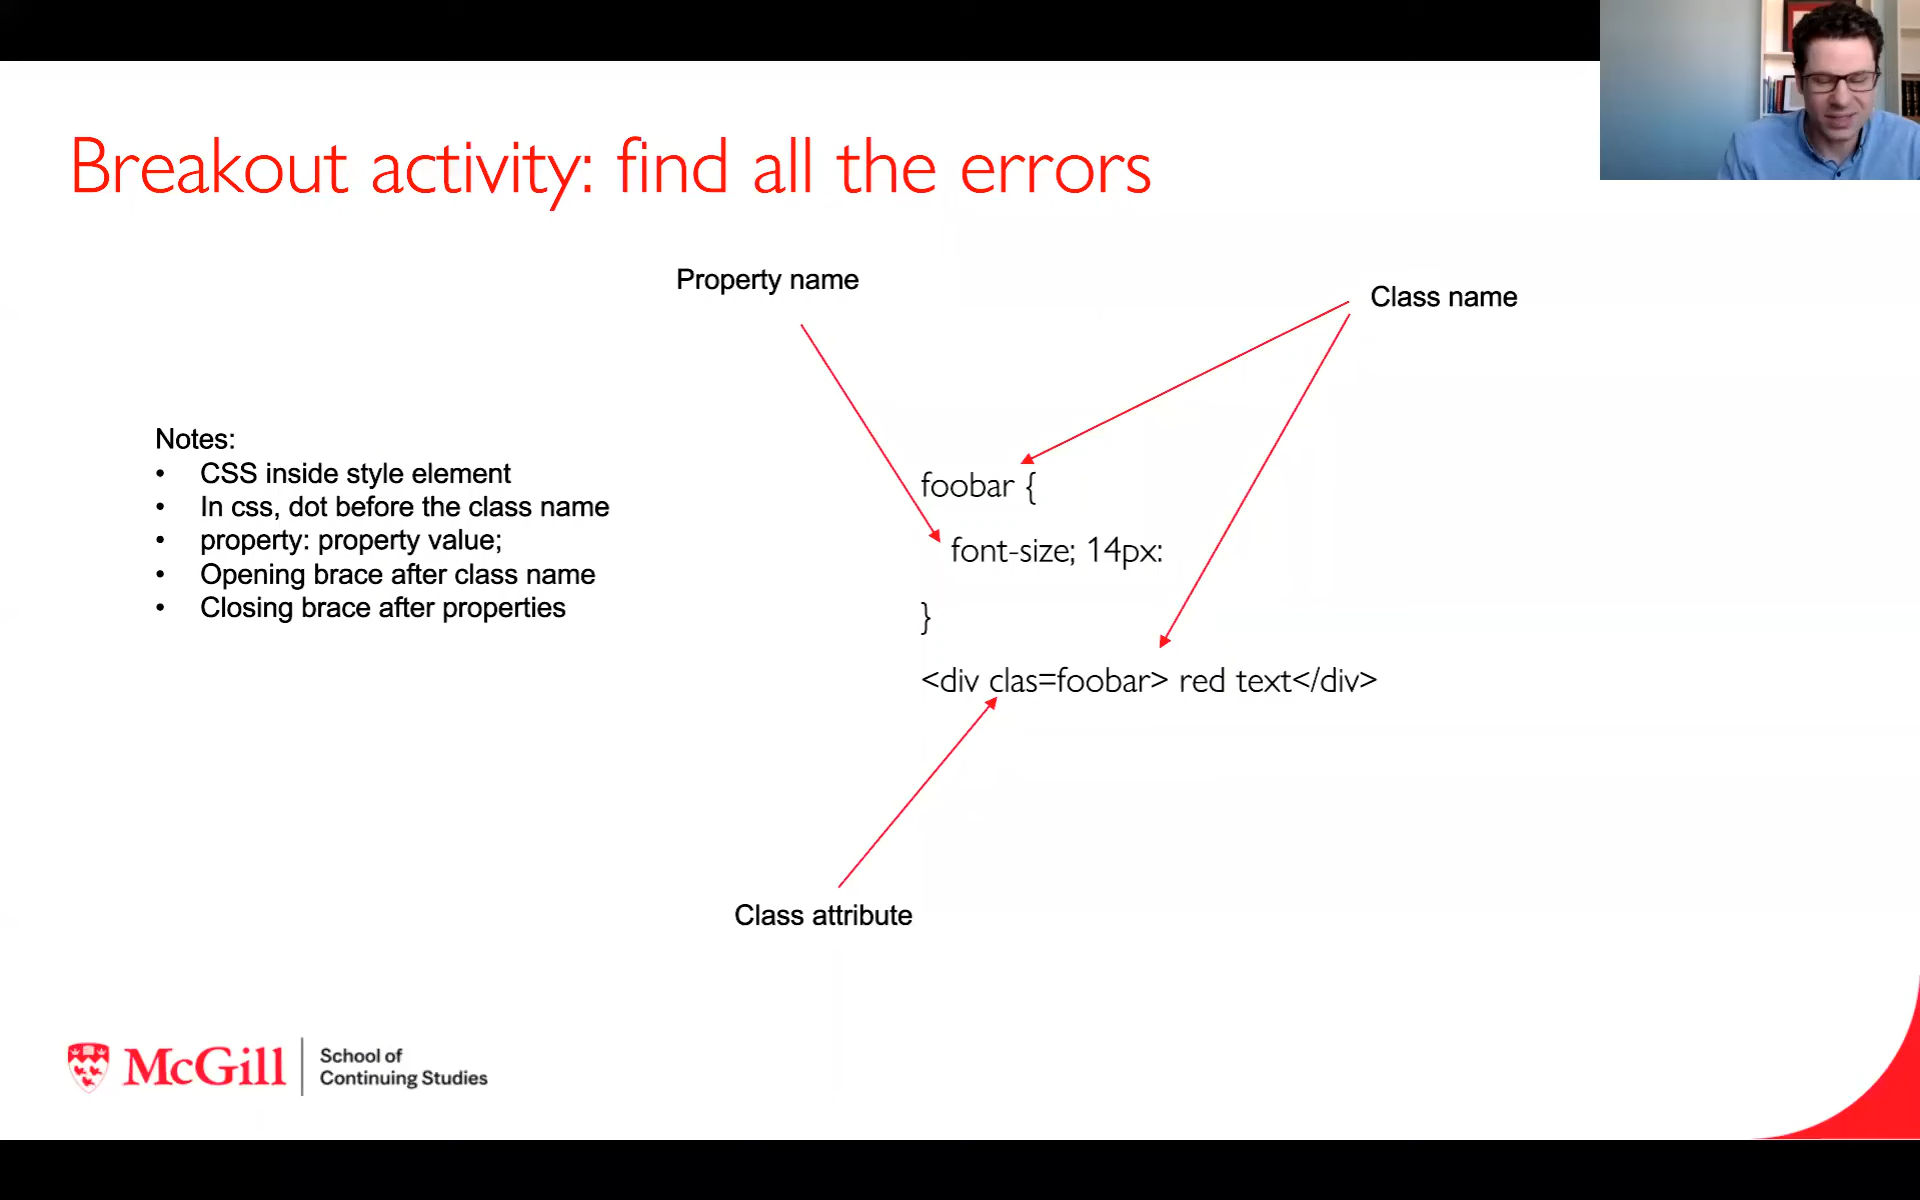 Breakout activity: find all the errors
Property name
Class name
Notes:
• CSS inside style element
• In css, dot before the class name
• property: property value;
• Opening brace after class name
• Closing brace after properties
foobar {
font-size; 14px:
}
<div clas=foobar> red text</div>
Class attribute
McGill
School of
Continuing Studies